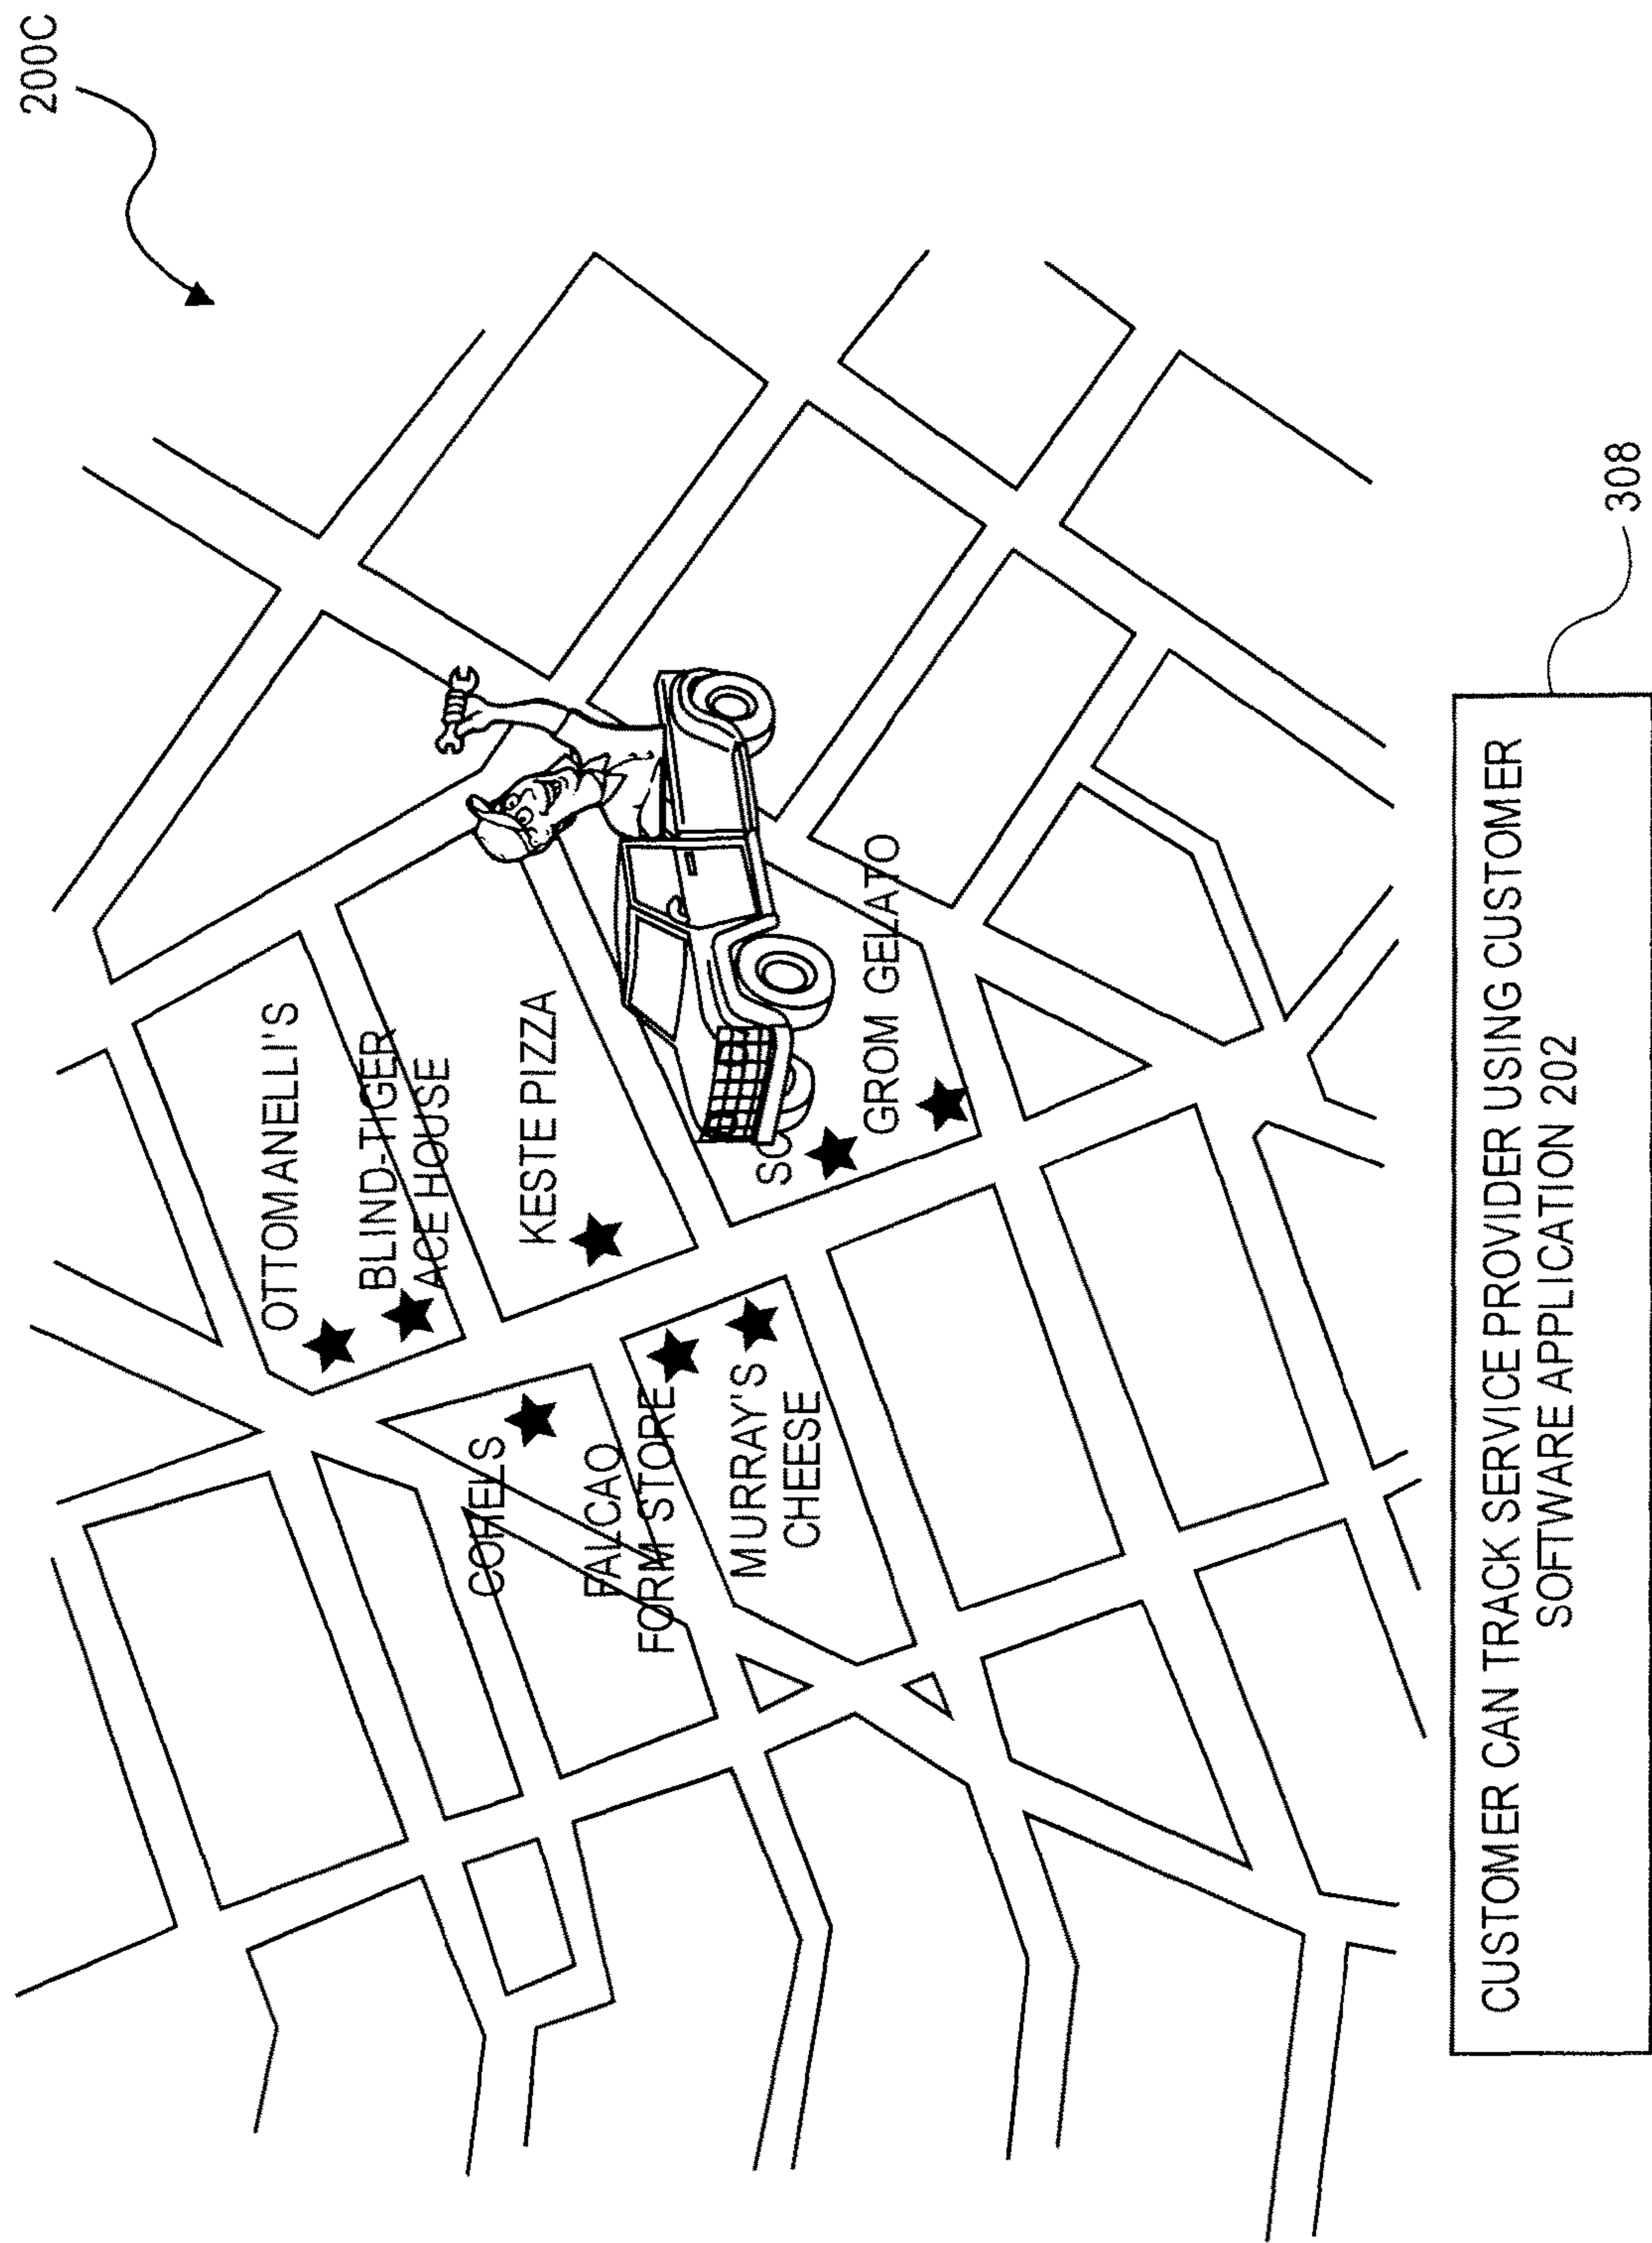 200C
OTTOMANELLI'S
BLIND-TIGER
ACE HOUSE
COHELS
KESTE PIZZA
FALCAO
FORM STORE
MURRAY'S
CHEESE
GROM GELATO
308
CUSTOMER CAN TRACK SERVICE PROVIDER USING CUSTOMER
SOFTWARE APPLICATION 202